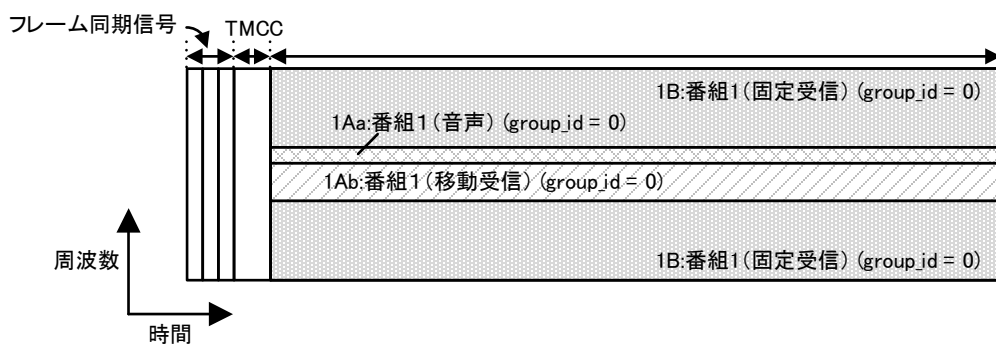 フレーム同期信号
TMCC
1B:番組1(固定受信) (group_id = 0)
1Aa:番組1(音声) (group_id = 0)
1Ab:番組1(移動受信) (group_id = 0)
1B:番組1(固定受信) (group_id = 0)
周波数
時間